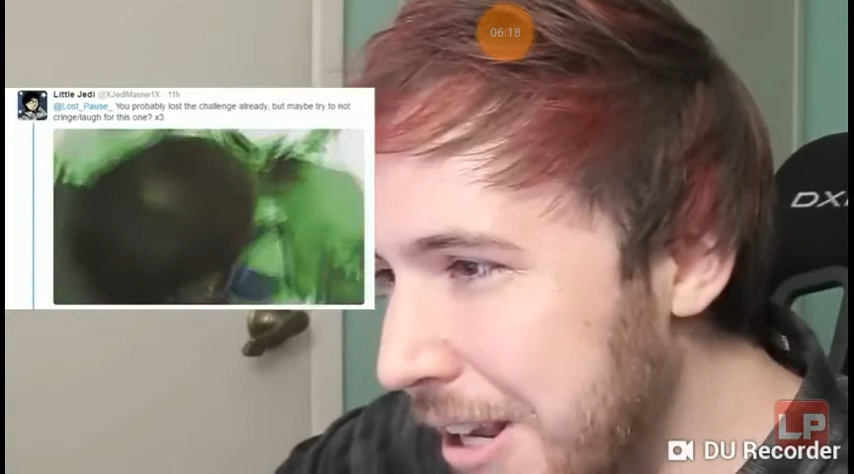 06:18
Little Jedi @XJediMaster1X · 11h
@Lost_Pause_ You probably lost the challenge already, but maybe try to not
cringe/laugh for this one? x3
DX
LP
DU Recorder